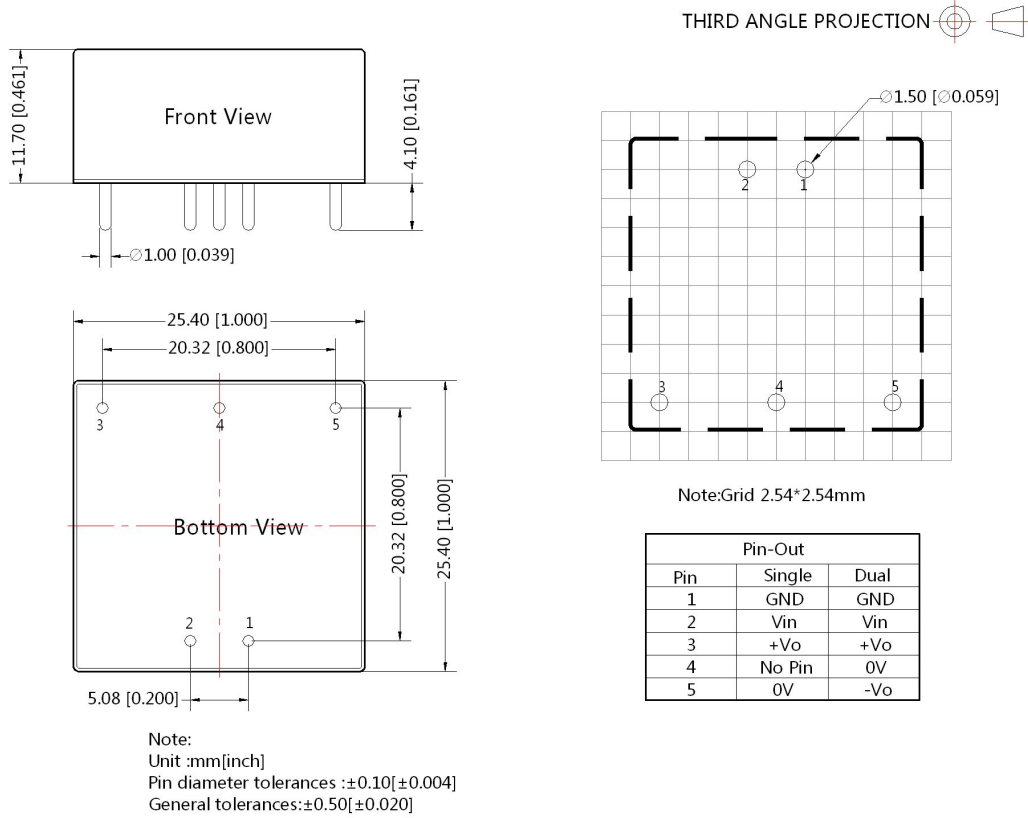 THIRD ANGLE PROJECTION
11.70 [0.461]
Front View
4.10 [0.161]
∅1.00 [0.039]
∅1.50 [∅0.059]
2 1
3 4 5
Note:Grid 2.54*2.54mm
25.40 [1.000]
20.32 [0.800]
3 4 5
Bottom View
20.32 [0.800]
25.40 [1.000]
2 1
5.08 [0.200]
Pin-Out
Pin Single Dual
1 GND GND
2 Vin Vin
3 +Vo +Vo
4 No Pin 0V
5 0V -Vo
Note:
Unit :mm[inch]
Pin diameter tolerances :±0.10[±0.004]
General tolerances:±0.50[±0.020]